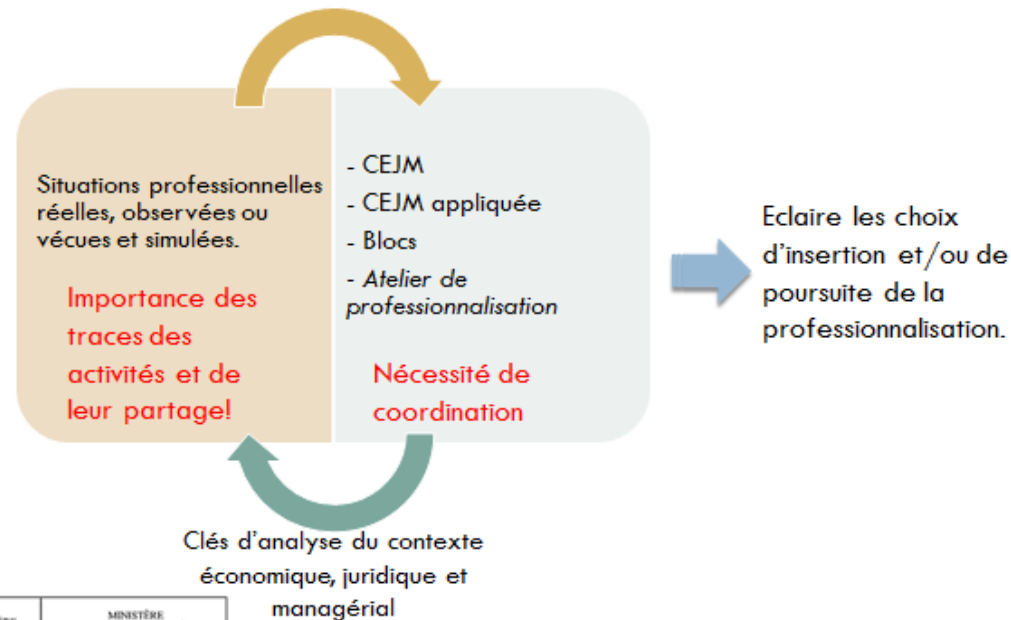 Situations professionnelles
réelles, observées ou
vécues et simulées.
Importance des
traces des
activités et de
leur partage!
- CEJM
- CEJM appliquée
- Blocs
- Atelier de
professionnalisation
Nécessité de
coordination
Eclaire les choix
d'insertion et/ou de
poursuite de la
professionnalisation.
Clés d'analyse du contexte
économique, juridique et
managérial
MINISTÈRE